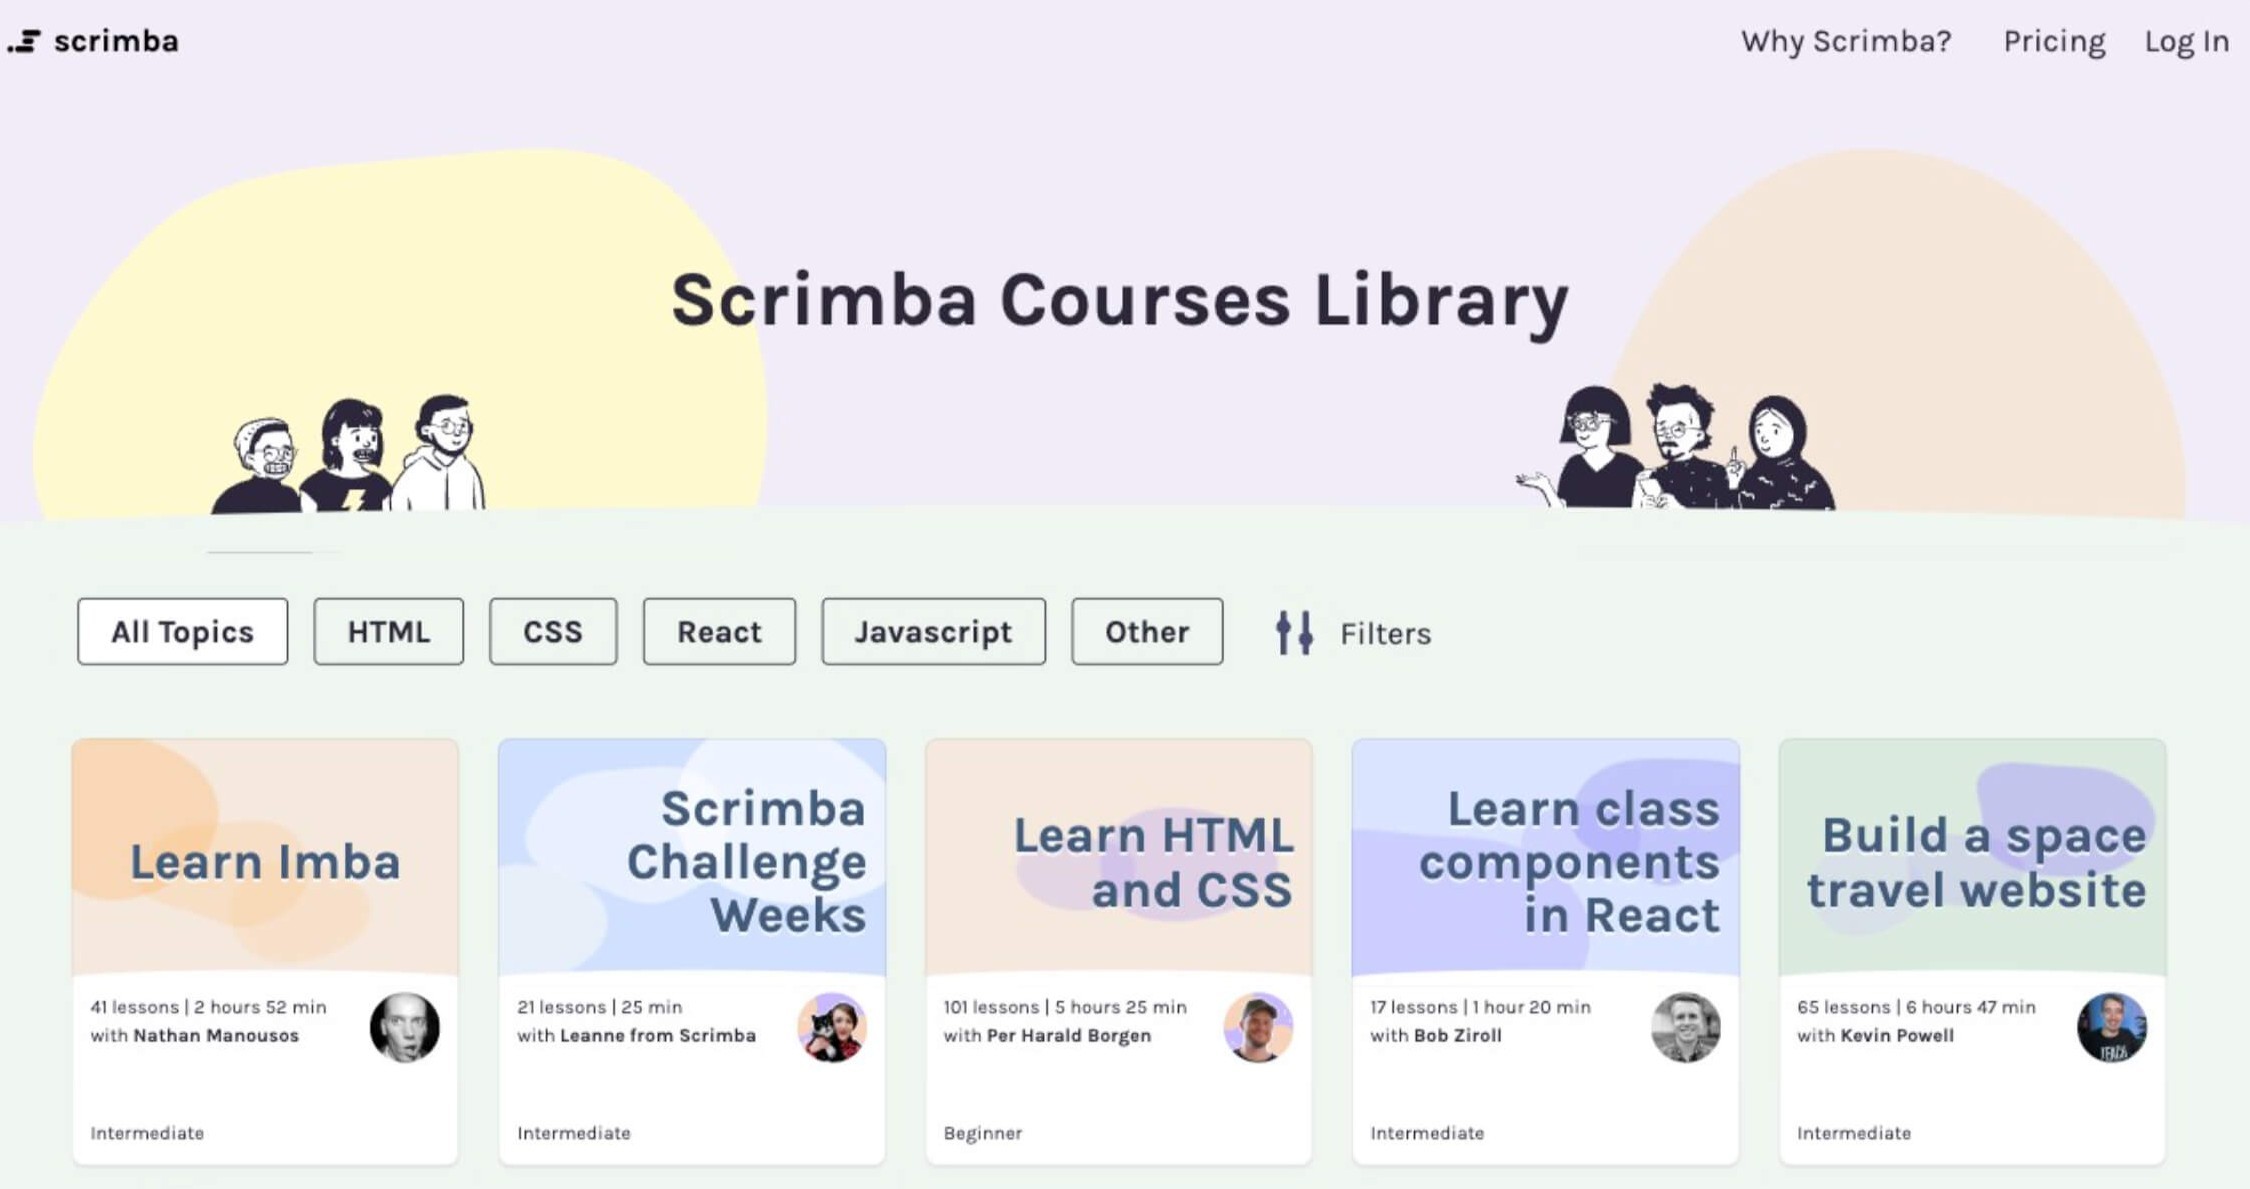 scrimba
Why Scrimba? Pricing Log In
Scrimba Courses Library
All Topics HTML CSS React Javascript Other Filters
Learn Imba
41 lessons | 2 hours 52 min
with Nathan Manousos
Intermediate
Scrimba
Challenge
Weeks
21 lessons | 25 min
with Leanne from Scrimba
Intermediate
Learn HTML
and CSS
101 lessons | 5 hours 25 min
with Per Harald Borgen
Beginner
Learn class
components
in React
17 lessons | 1 hour 20 min
with Bob Ziroll
Intermediate
Build a space
travel website
65 lessons | 6 hours 47 min
with Kevin Powell
TEACH
Intermediate